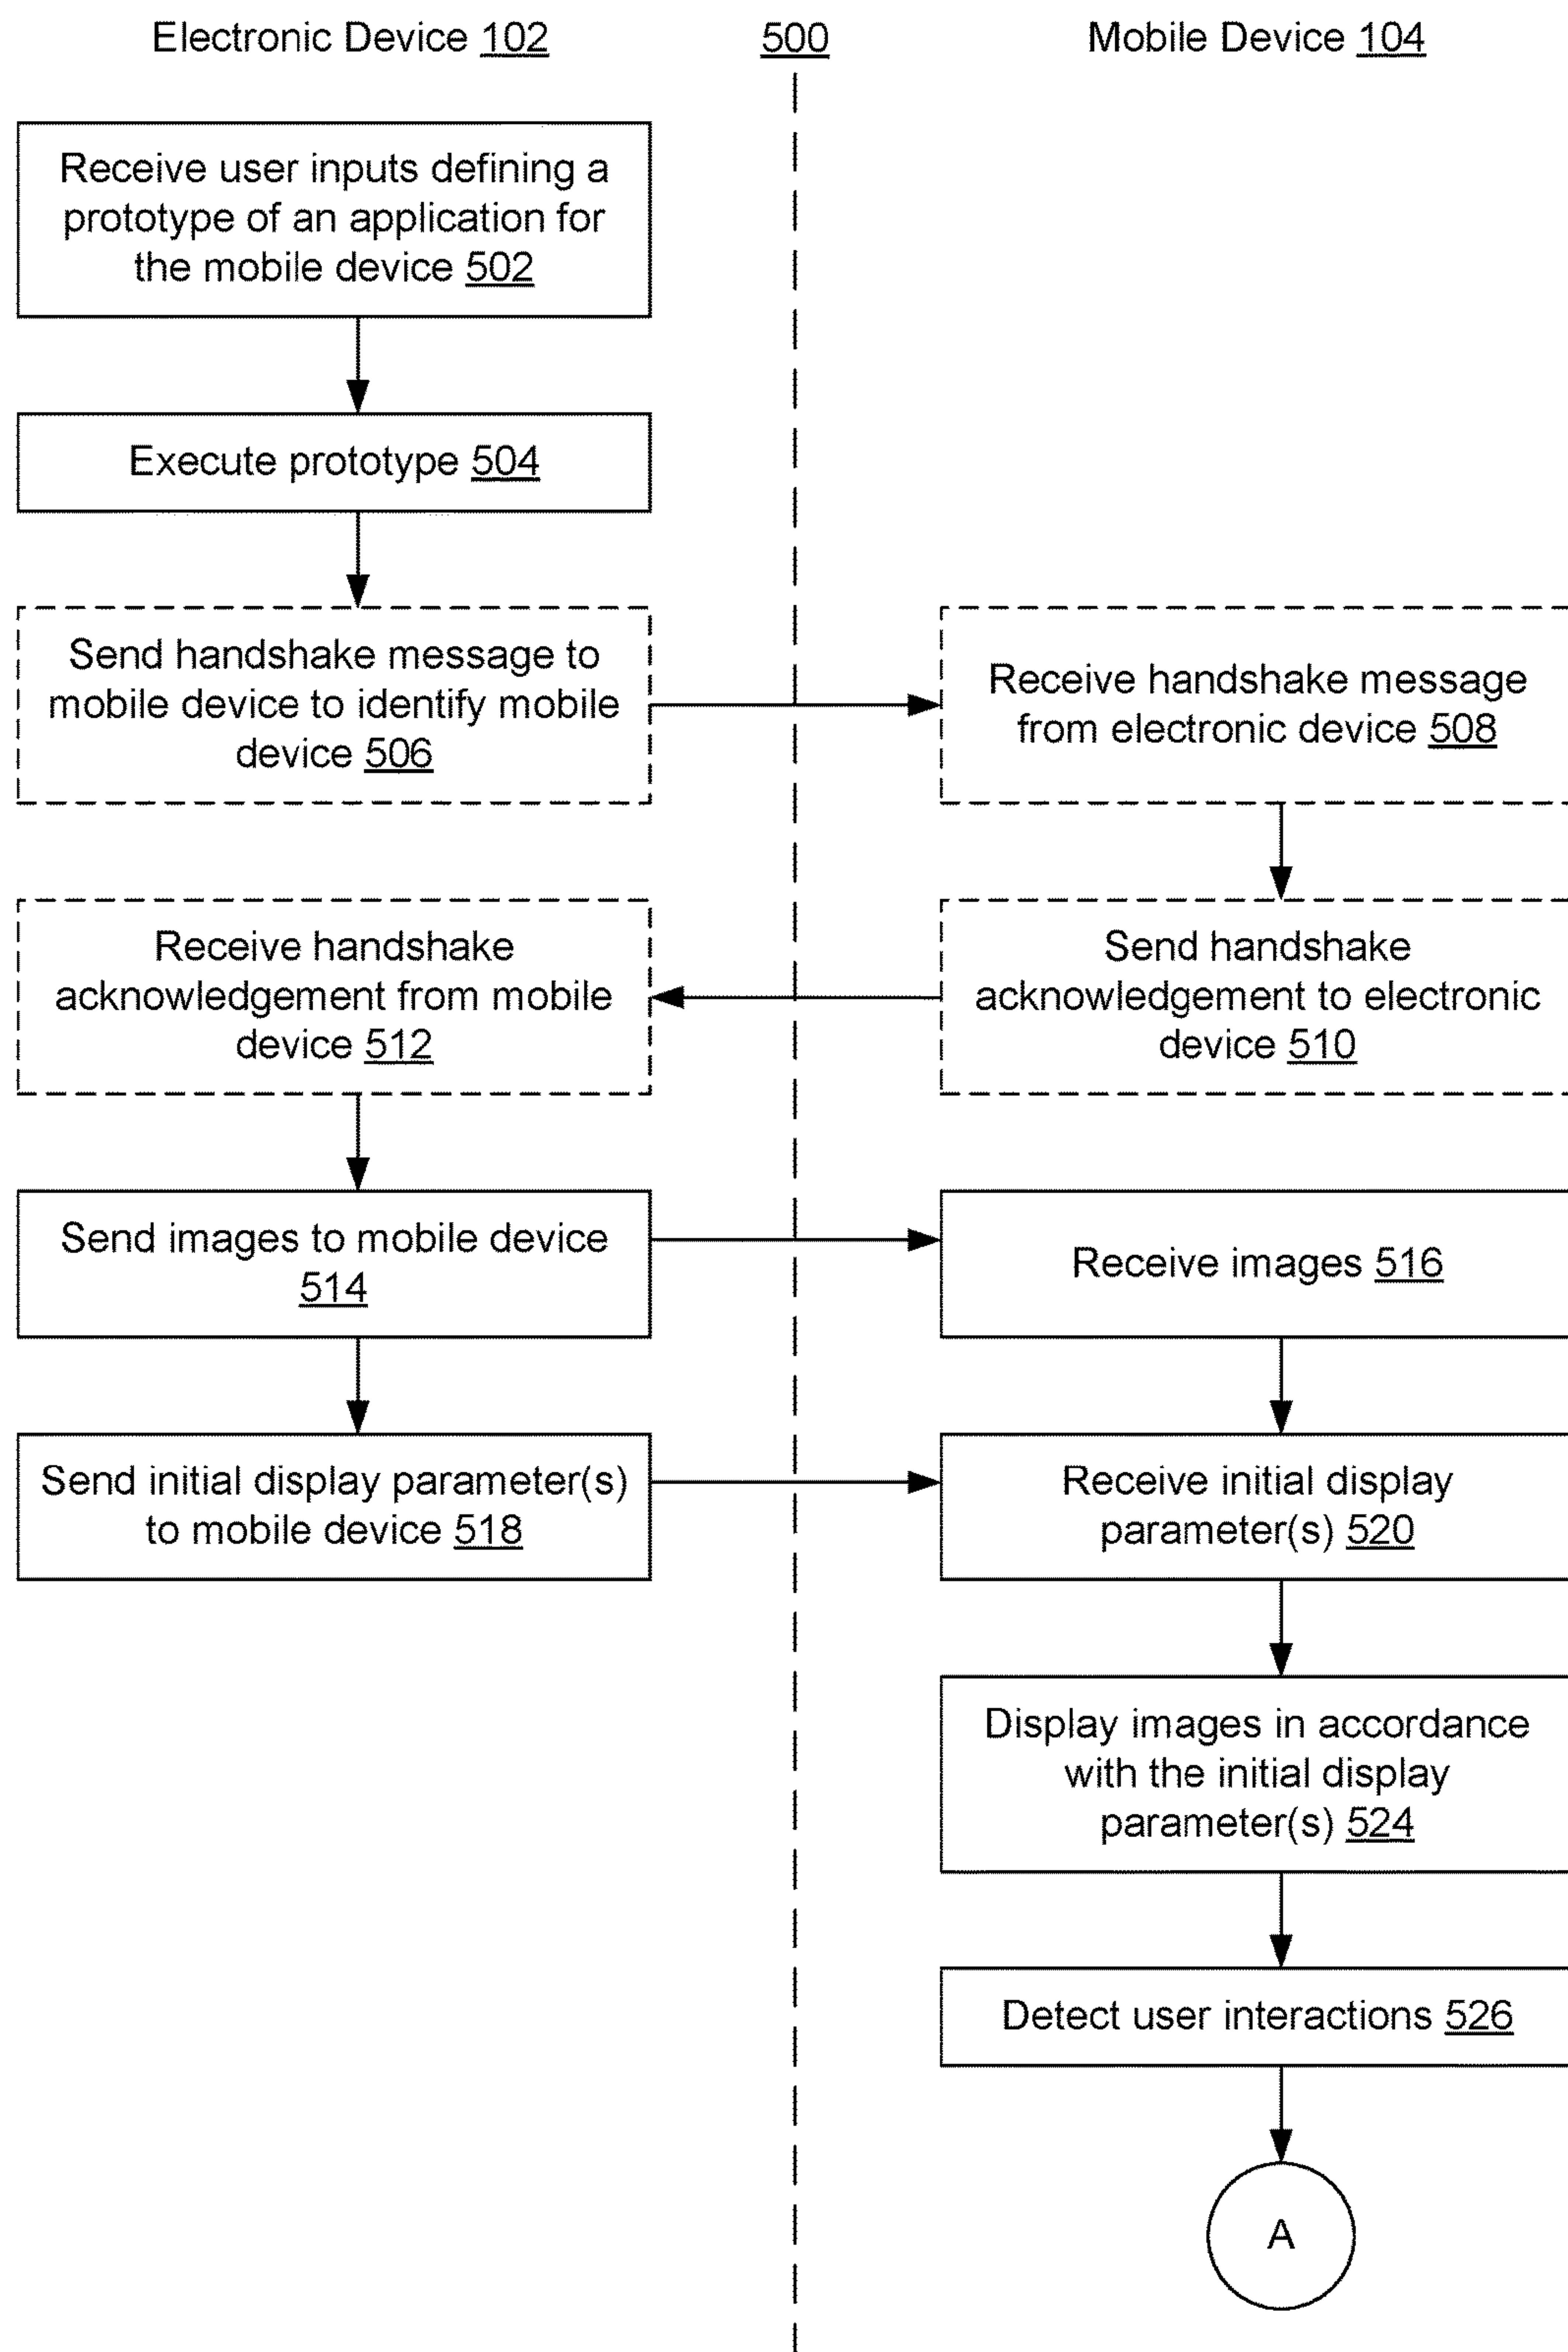 Electronic Device 102
500
Mobile Device 104
Receive user inputs defining a
prototype of an application for
the mobile device 502
Execute prototype 504
Send handshake message to
mobile device to identify mobile
device 506
Receive handshake message
from electronic device 508
Receive handshake
acknowledgement from mobile
device 512
Send handshake
acknowledgement to electronic
device 510
Send images to mobile device
514
Receive images 516
Send initial display parameter(s)
to mobile device 518
Receive initial display
parameter(s) 520
Display images in accordance
with the initial display
parameter(s) 524
Detect user interactions 526
A